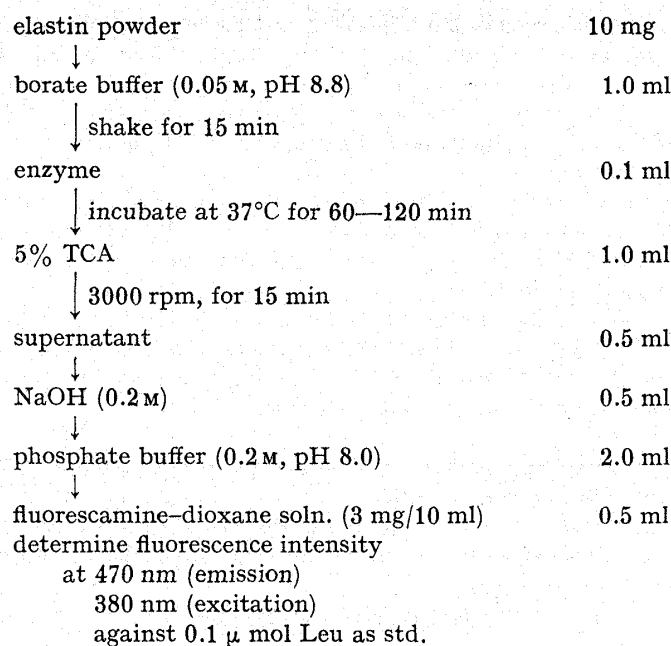 elastin powder 10 mg
↓
borate buffer (0.05 M, pH 8.8) 1.0 ml
↓ shake for 15 min
enzyme 0.1 ml
↓ incubate at 37°C for 60—120 min
5% TCA 1.0 ml
↓ 3000 rpm, for 15 min
supernatant 0.5 ml
↓
NaOH (0.2 M) 0.5 ml
↓
phosphate buffer (0.2 M, pH 8.0) 2.0 ml
↓
fluorescamine–dioxane soln. (3 mg/10 ml) 0.5 ml
determine fluorescence intensity
at 470 nm (emission)
380 nm (excitation)
against 0.1 μ mol Leu as std.